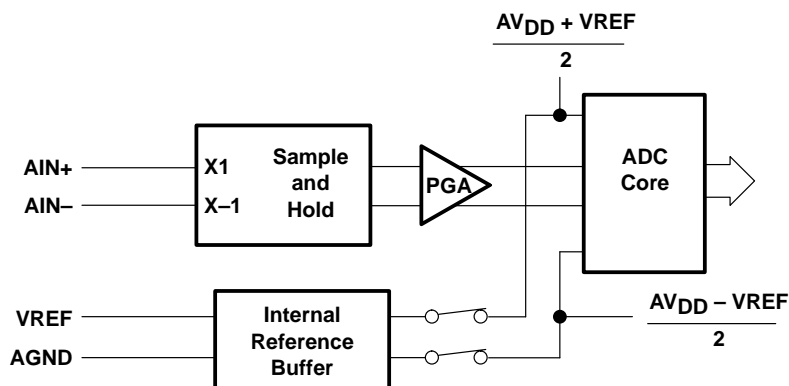 AVDD + VREF
2
AIN+
AIN–
X1
X–1
Sample
and
Hold
PGA
ADC
Core
VREF
AGND
Internal
Reference
Buffer
AVDD – VREF
2